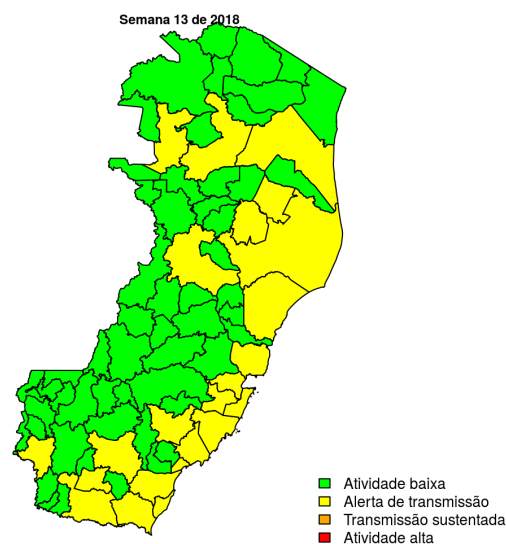 Semana 13 de 2018
Atividade baixa
Alerta de transmissão
Transmissão sustentada
Atividade alta